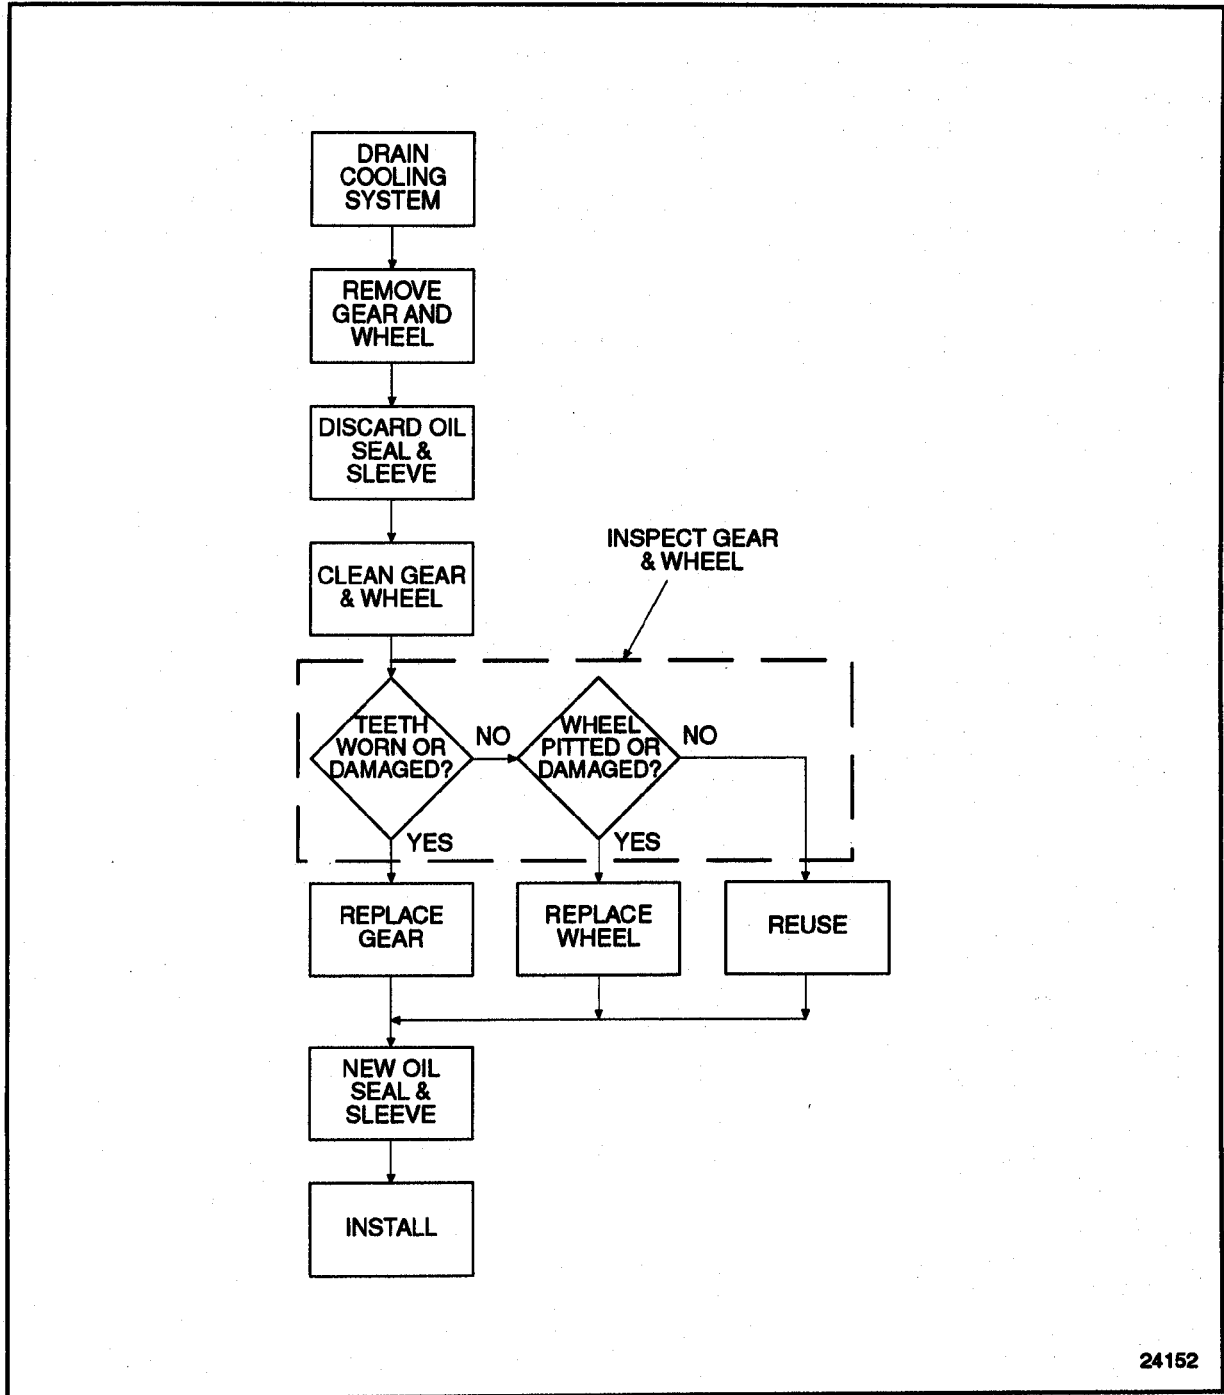 DRAIN
COOLING
SYSTEM
REMOVE
GEAR AND
WHEEL
DISCARD OIL
SEAL &
SLEEVE
CLEAN GEAR
& WHEEL
INSPECT GEAR
& WHEEL
TEETH
WORN OR
DAMAGED?
NO
YES
WHEEL
PITTED OR
DAMAGED?
NO
YES
REPLACE
GEAR
REPLACE
WHEEL
REUSE
NEW OIL
SEAL &
SLEEVE
INSTALL
24152